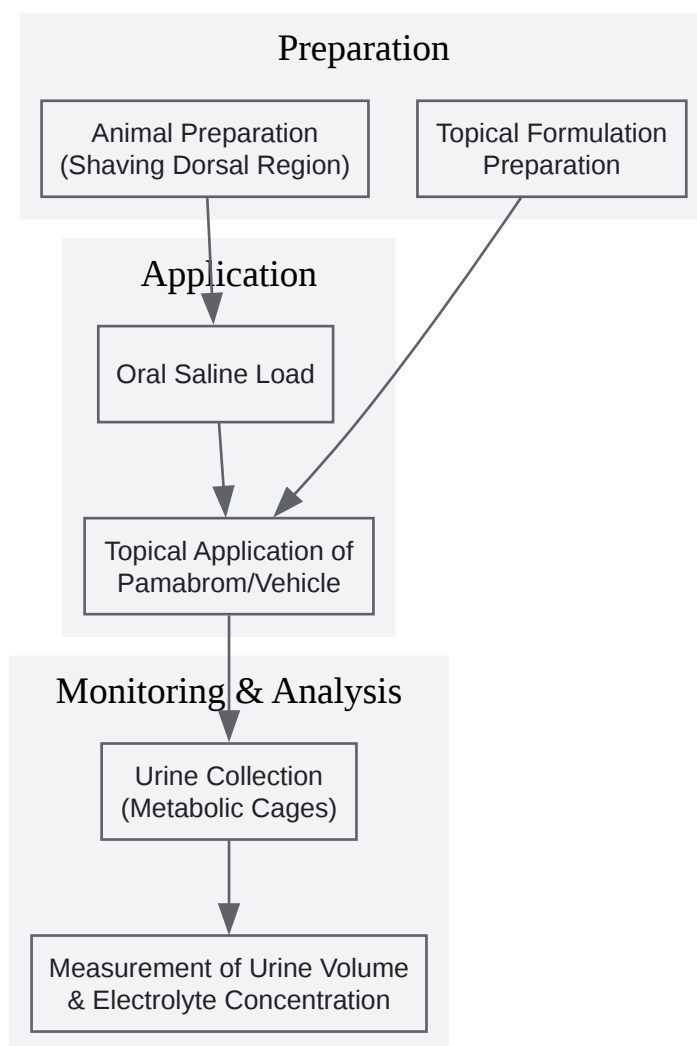 Preparation
Animal Preparation
(Shaving Dorsal Region)
Topical Formulation
Preparation
Application
Oral Saline Load
Topical Application of
Pamabrom/Vehicle
Monitoring & Analysis
Urine Collection
(Metabolic Cages)
Measurement of Urine Volume
& Electrolyte Concentration